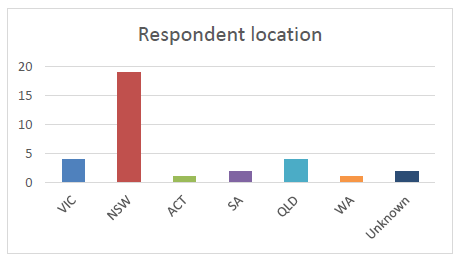 Respondent location
20
15
10
5
0
VIC
NSW
ACT
SA
QLD
WA
Unknown